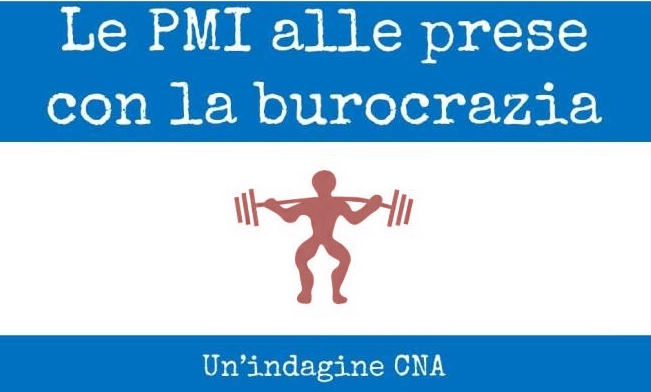 Le PMI alle prese
con la burocrazia
Un'indagine CNA